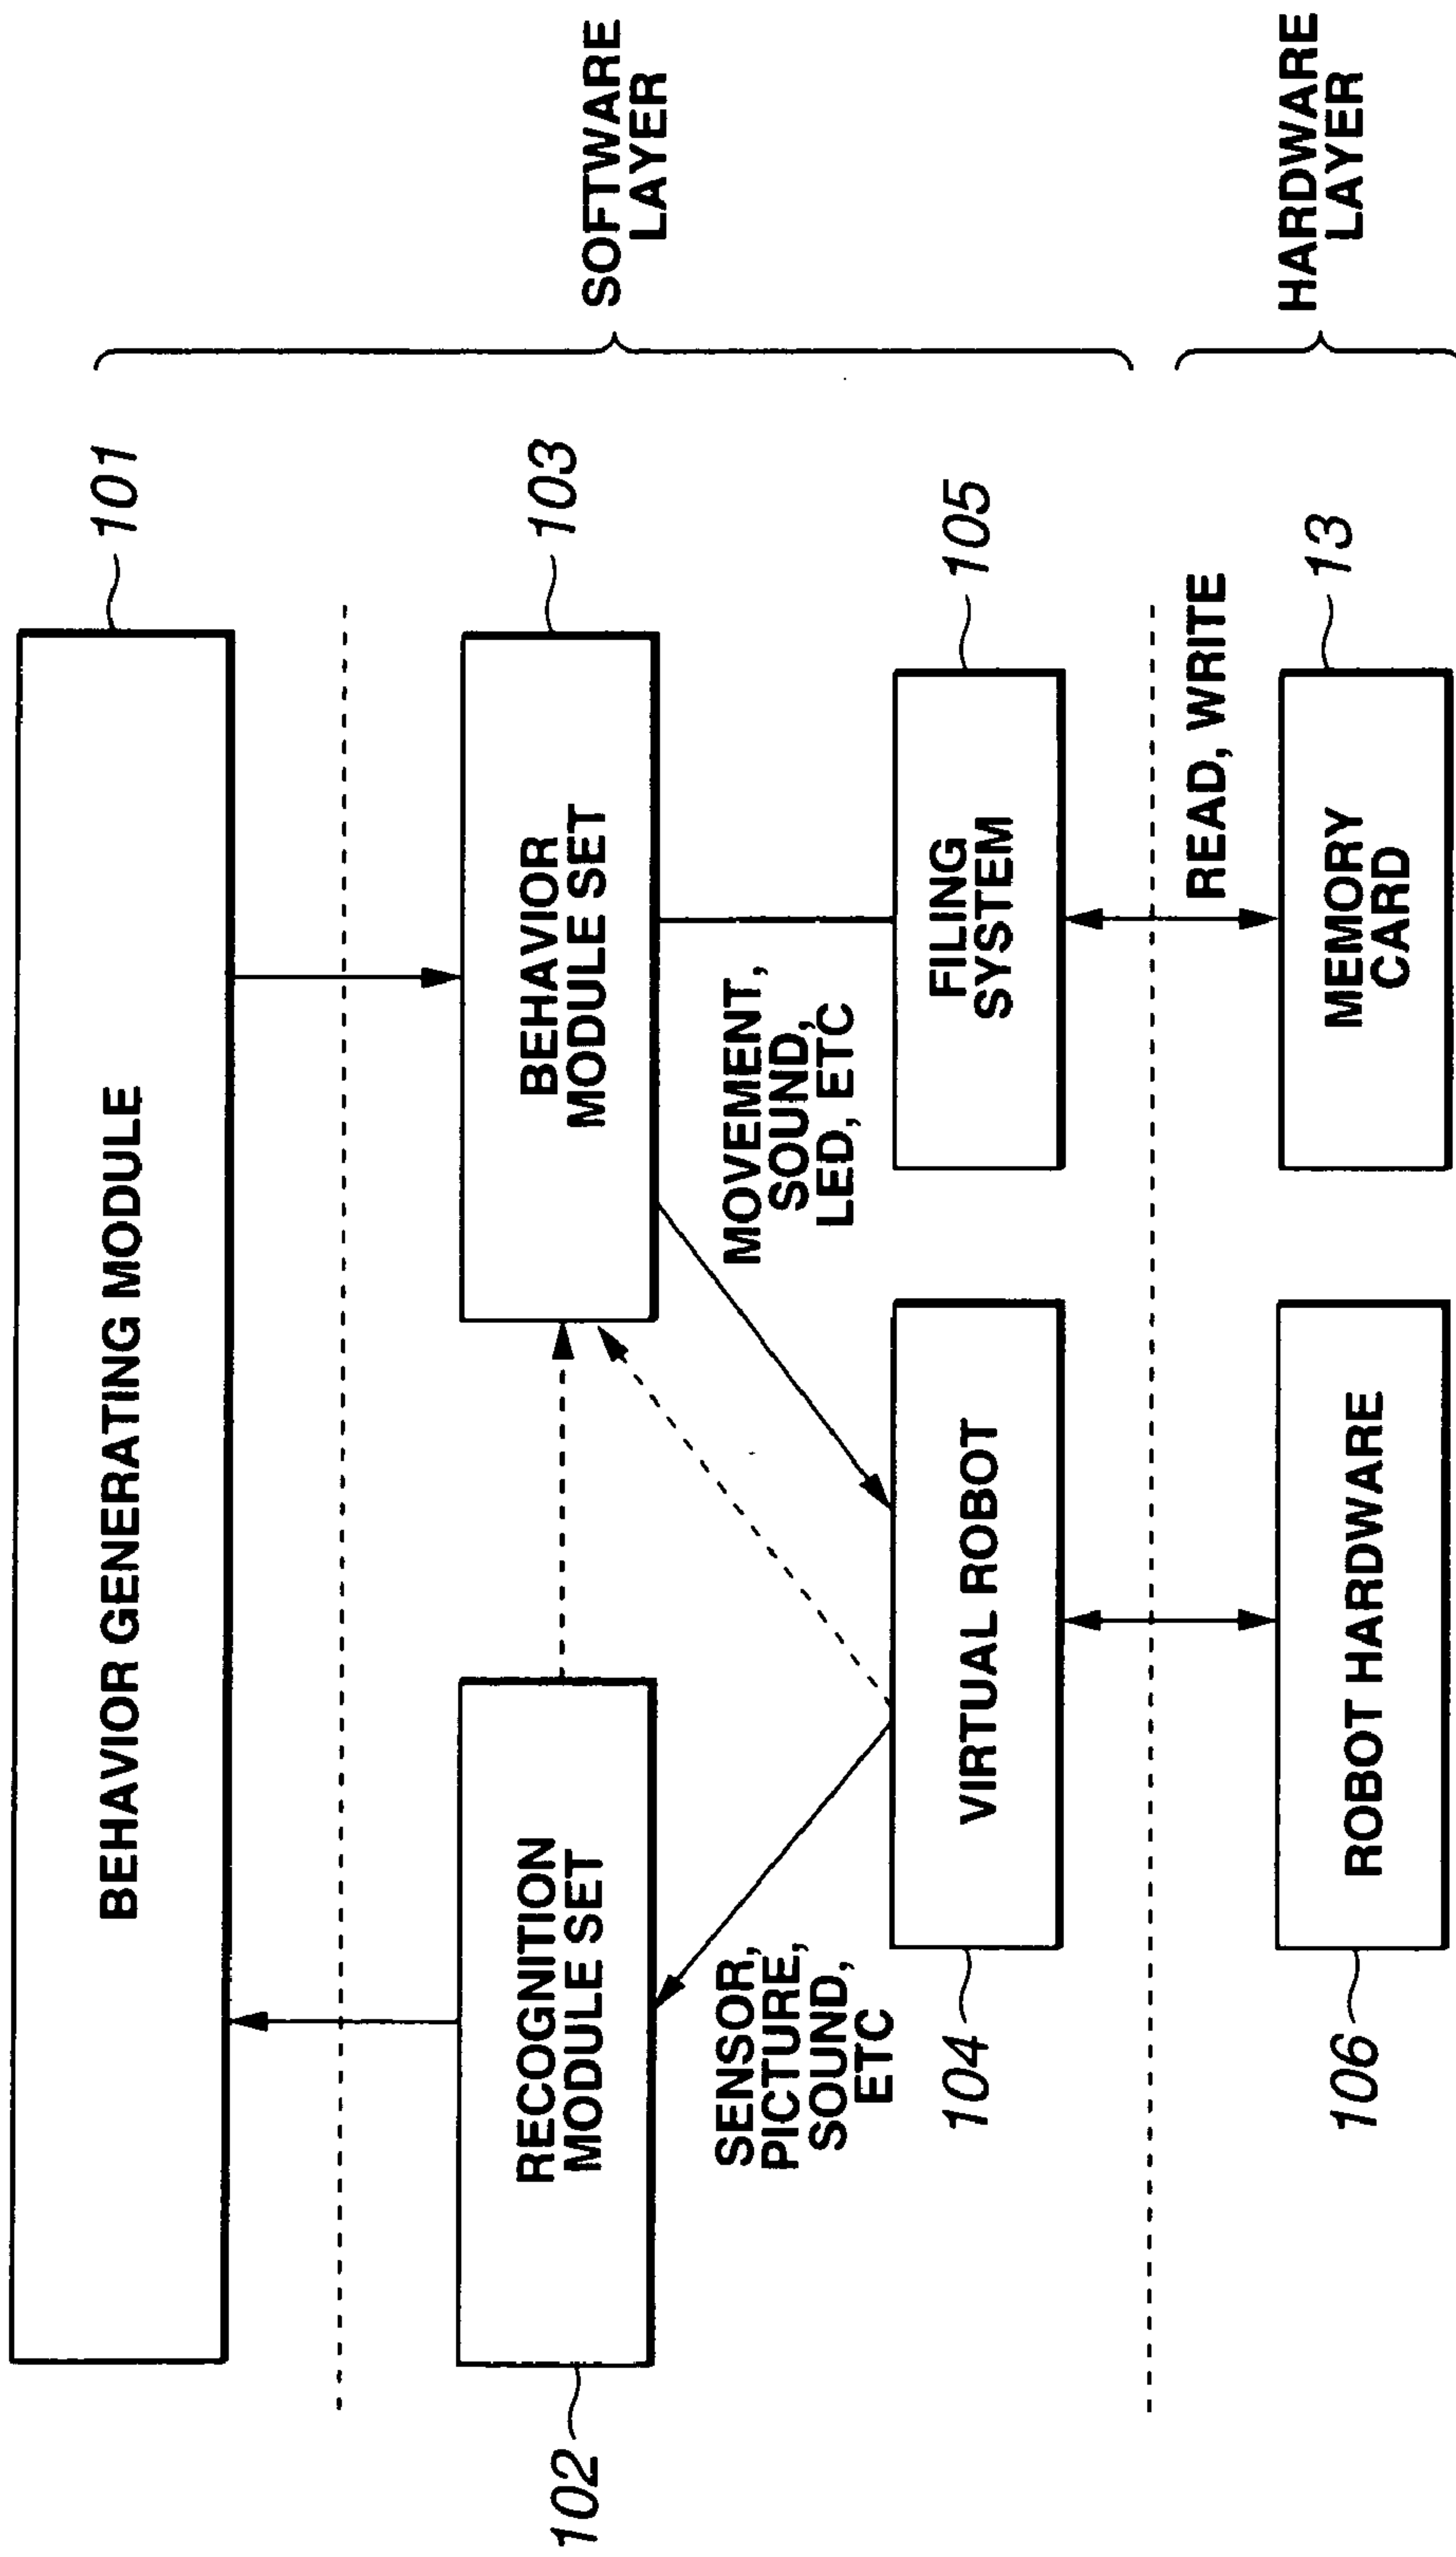 101
BEHAVIOR GENERATING MODULE
102
RECOGNITION
MODULE SET
BEHAVIOR
MODULE SET
103
SOFTWARE
LAYER
SENSOR,
PICTURE,
SOUND,
ETC
MOVEMENT,
SOUND,
LED, ETC
104
VIRTUAL ROBOT
FILING
SYSTEM
105
READ, WRITE
106
ROBOT HARDWARE
MEMORY
CARD
13
HARDWARE
LAYER